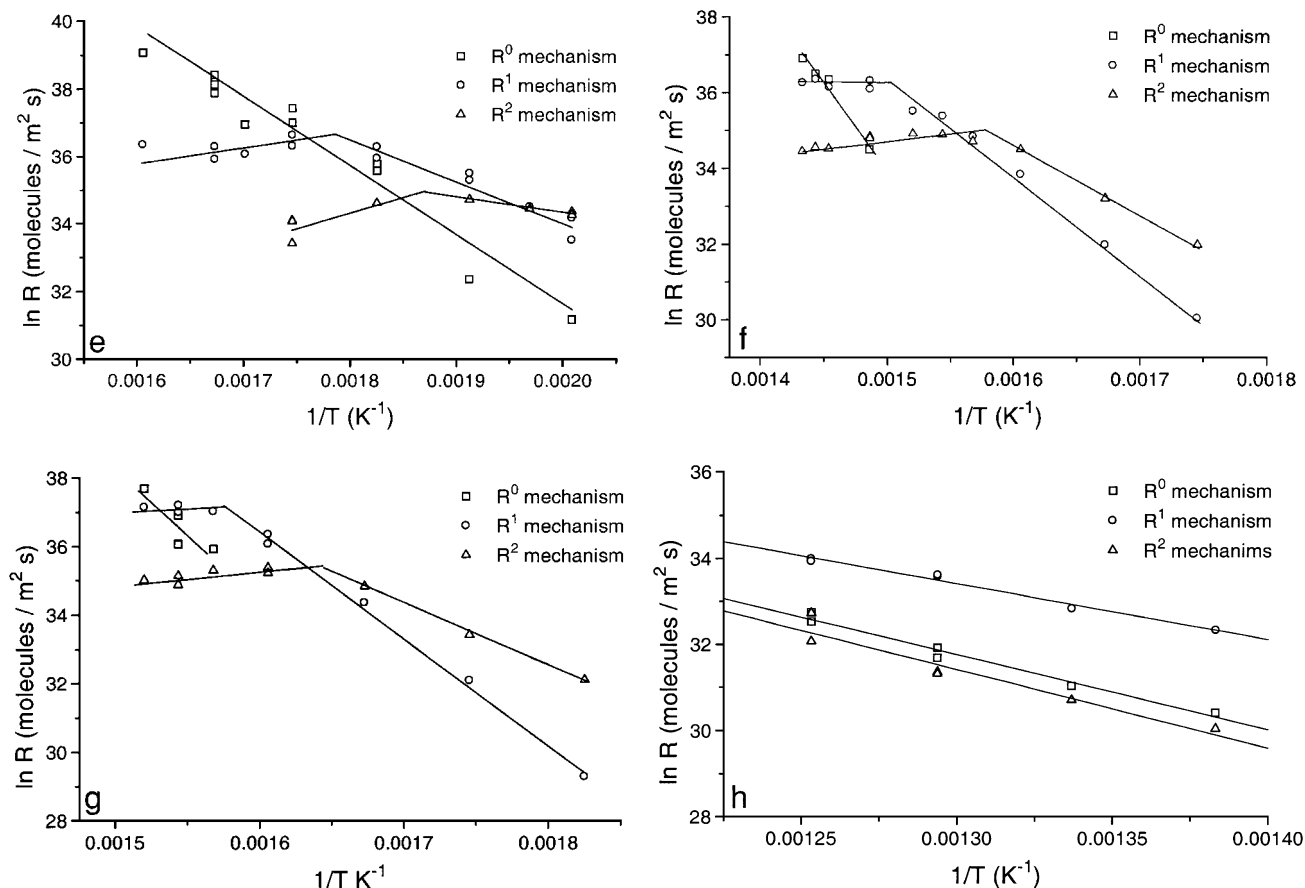 40
38
36
34
32
30
ln R (molecules / m² s)
R⁰ mechanism
R¹ mechanism
R² mechanism
e
0.0016
0.0017
0.0018
0.0019
0.0020
1/T (K⁻¹)
38
36
34
32
30
ln R (molecules / m² s)
R⁰ mechanism
R¹ mechanism
R² mechanism
f
0.0014
0.0015
0.0016
0.0017
0.0018
1/T (K⁻¹)
38
36
34
32
30
28
ln R (molecules / m² s)
R⁰ mechanism
R¹ mechanism
R² mechanism
g
0.0015
0.0016
0.0017
0.0018
1/T K⁻¹
36
34
32
30
28
ln R (molecules / m² s)
R⁰ mechanism
R¹ mechanism
R² mechanims
h
0.00125
0.00130
0.00135
0.00140
1/T (K⁻¹)